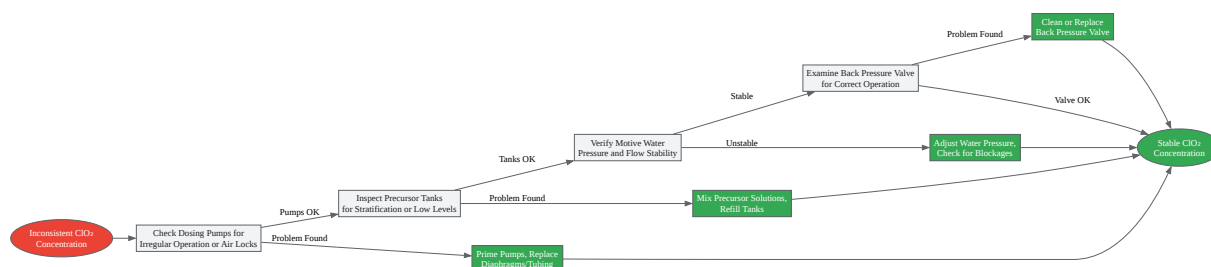 Inconsistent ClO₂
Concentration
Check Dosing Pumps for
Irregular Operation or Air Locks
Pumps OK
Problem Found
Inspect Precursor Tanks
for Stratification or Low Levels
Prime Pumps, Replace
Diaphragms/Tubing
Tanks OK
Problem Found
Verify Motive Water
Pressure and Flow Stability
Mix Precursor Solutions,
Refill Tanks
Stable
Unstable
Examine Back Pressure Valve
for Correct Operation
Adjust Water Pressure,
Check for Blockages
Problem Found
Valve OK
Clean or Replace
Back Pressure Valve
Stable ClO₂
Concentration